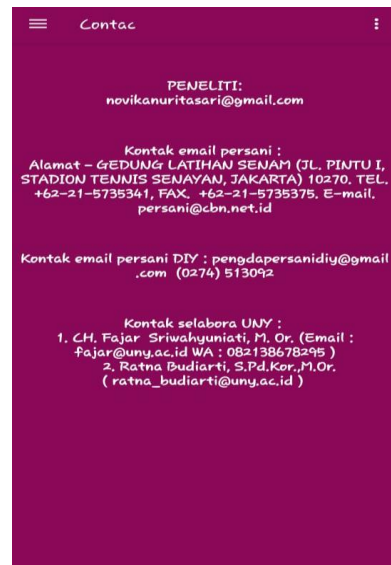 Contac
PENELITI:
novikanuritasari@gmail.com
Kontak email persani :
Alamat – GEDUNG LATIHAN SENAM (JL. PINTU I,
STADION TENNIS SENAYAN, JAKARTA) 10270. TEL.
+62-21-5735341, FAX. +62-21-5735375. E-mail.
persani@cbn.net.id
Kontak email persani DIY : pengdapersanidiy@gmail
.com (0274) 513092
Kontak selabora UNY :
1. CH. Fajar Sriwahyuniati, M. Or. (Email :
fajar@uny.ac.id WA : 082138678295 )
2. Ratna Budiarti, S.Pd.Kor.,M.Or.
( ratna_budiarti@uny.ac.id )